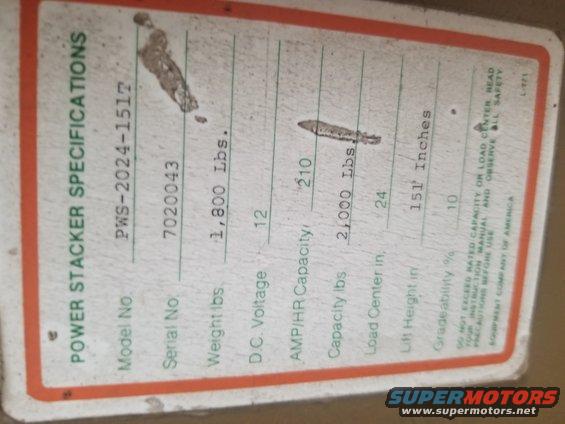 POWER STACKER SPECIFICATIONS
Model No. PWS-2024-151T
Serial No. 7020043
Weight lbs. 1,800 Lbs.
D.C. Voltage 12
AMP/HR Capacity 210
Capacity lbs 2,000 Lbs.
Load Center in. 24
Lift Height in 151 Inches
Gradeability % 10
DO NOT EXCEED RATED CAPACITY OR LOAD CENTER. READ
YOUR INSTRUCTION MANUAL AND OBSERVE ALL SAFETY
PRECAUTIONS BEFORE USE.
EQUIPMENT COMPANY OF AMERICA
L-771
SUPERMOTORS
www.supermotors.net